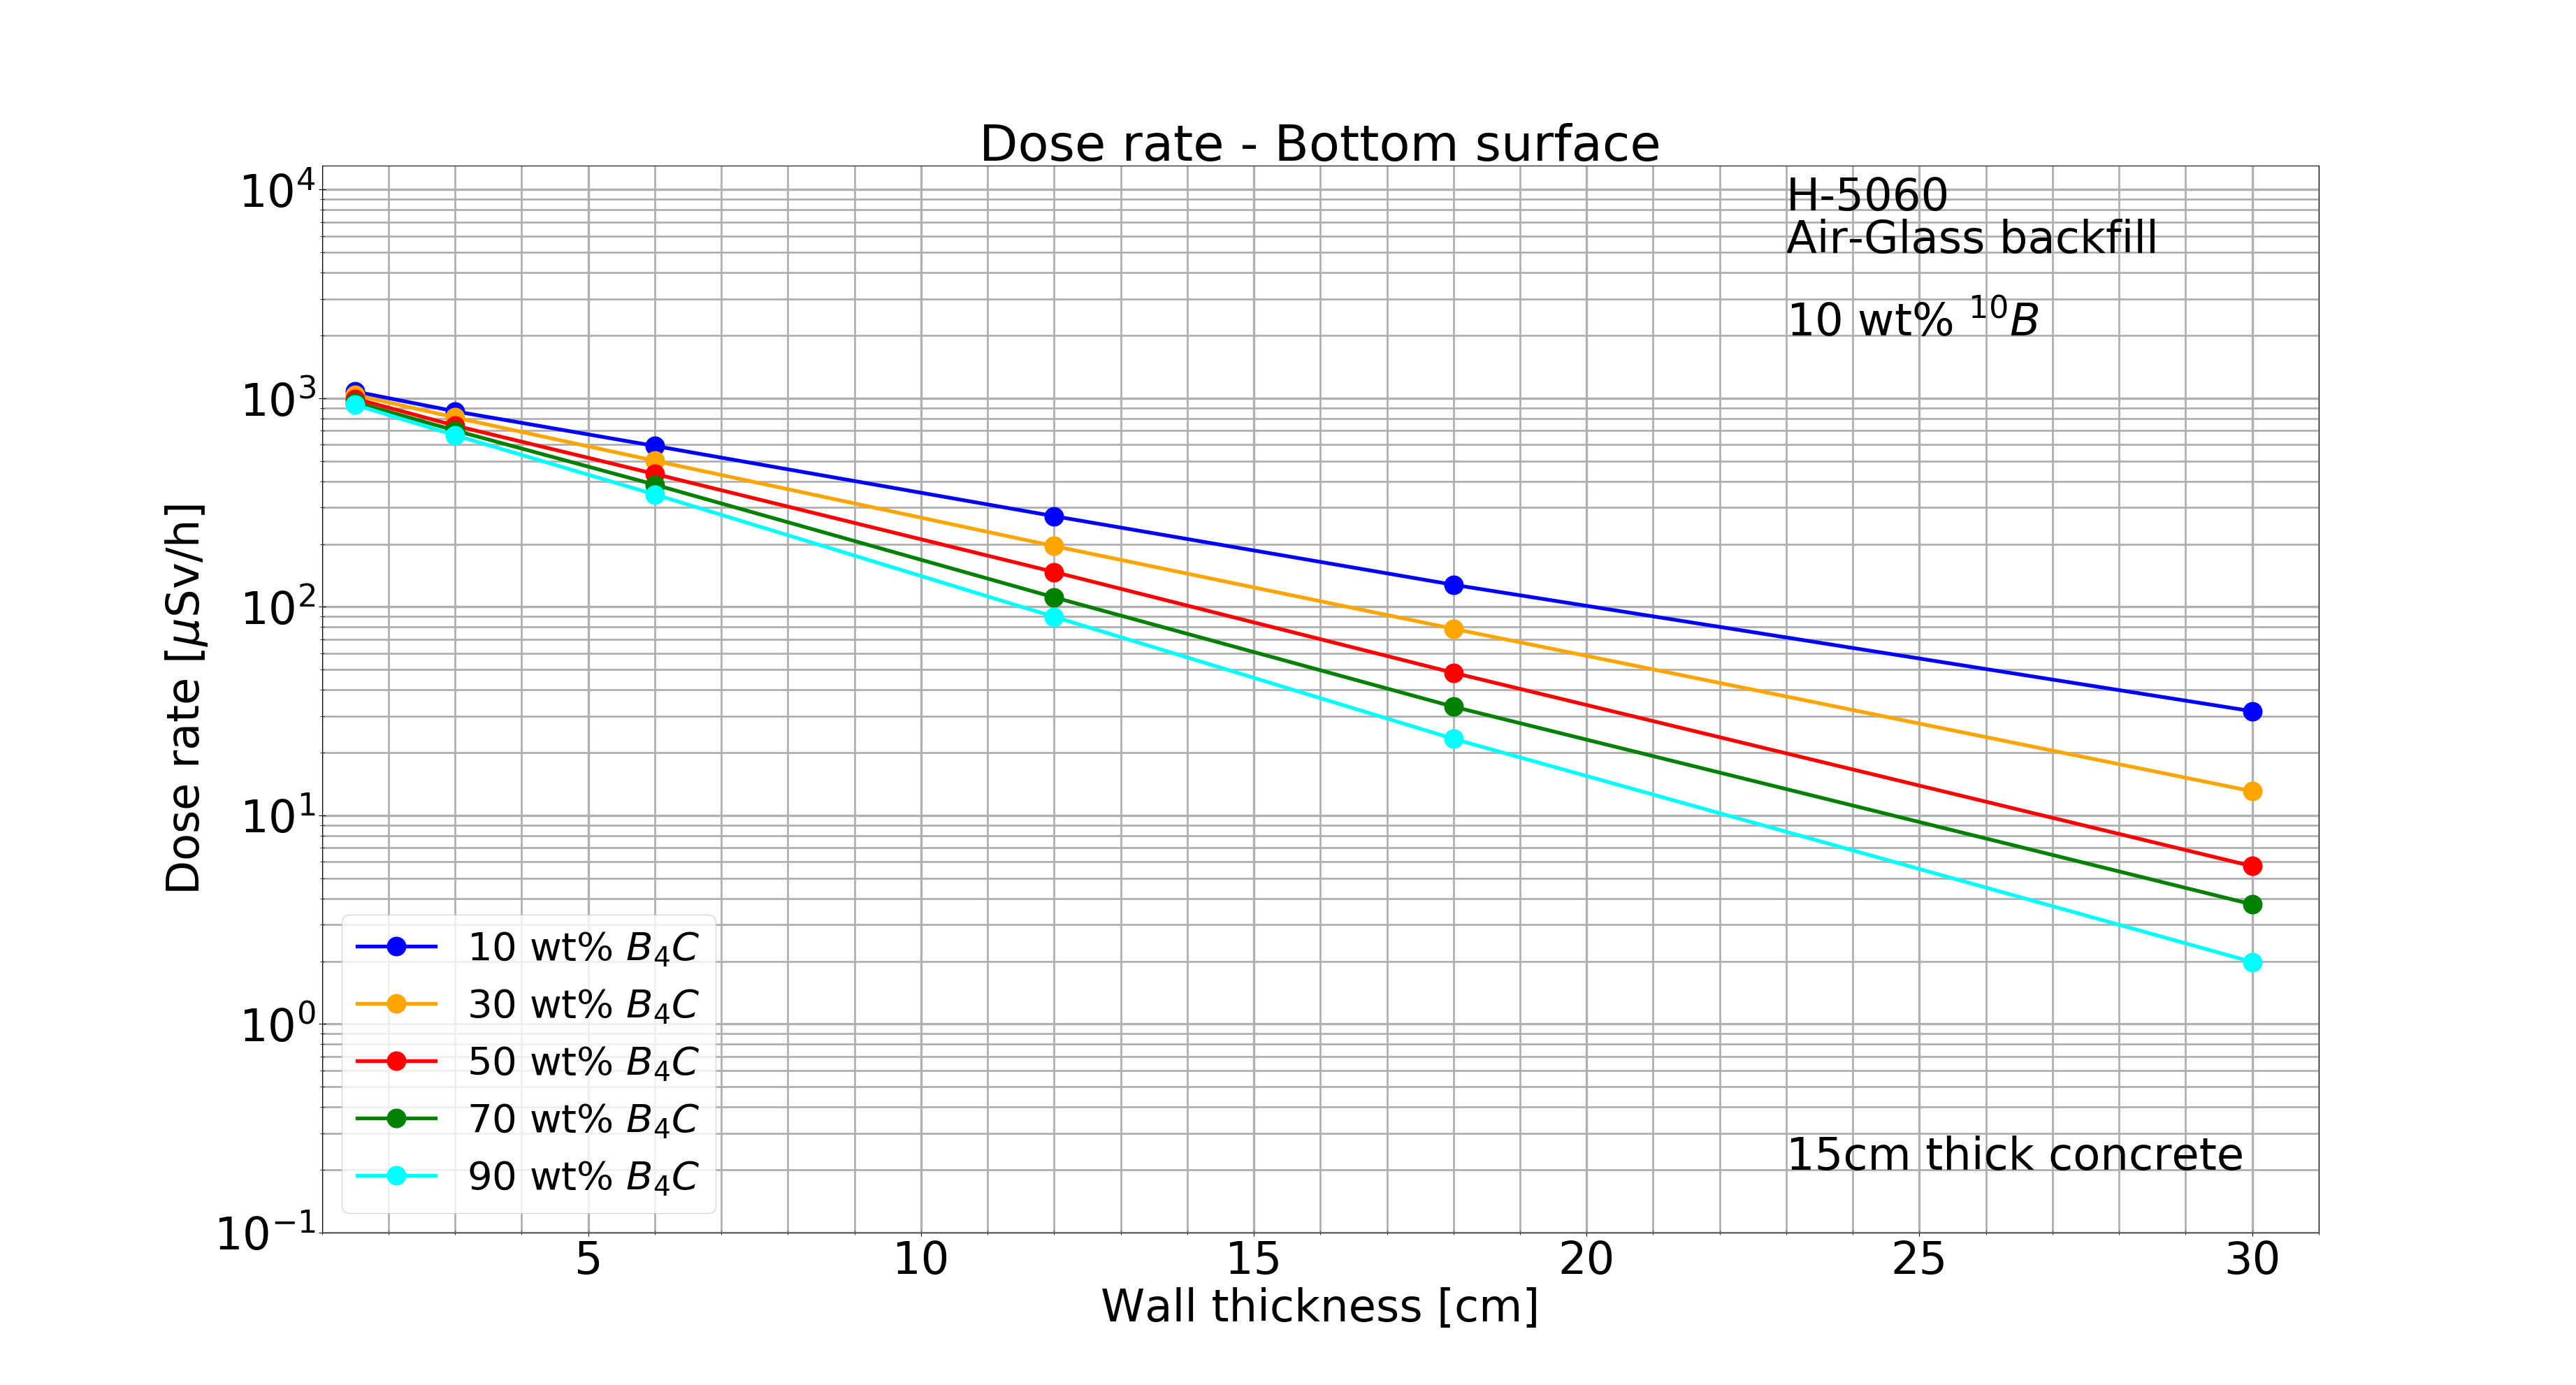 Dose rate - Bottom surface
H-5060
Air-Glass backfill
10 wt% ¹⁰B
10⁴
10³
10²
10¹
10⁰
10⁻¹
Dose rate [μSv/h]
10 wt% B₄C
30 wt% B₄C
50 wt% B₄C
70 wt% B₄C
90 wt% B₄C
15cm thick concrete
5 10 15 20 25 30
Wall thickness [cm]